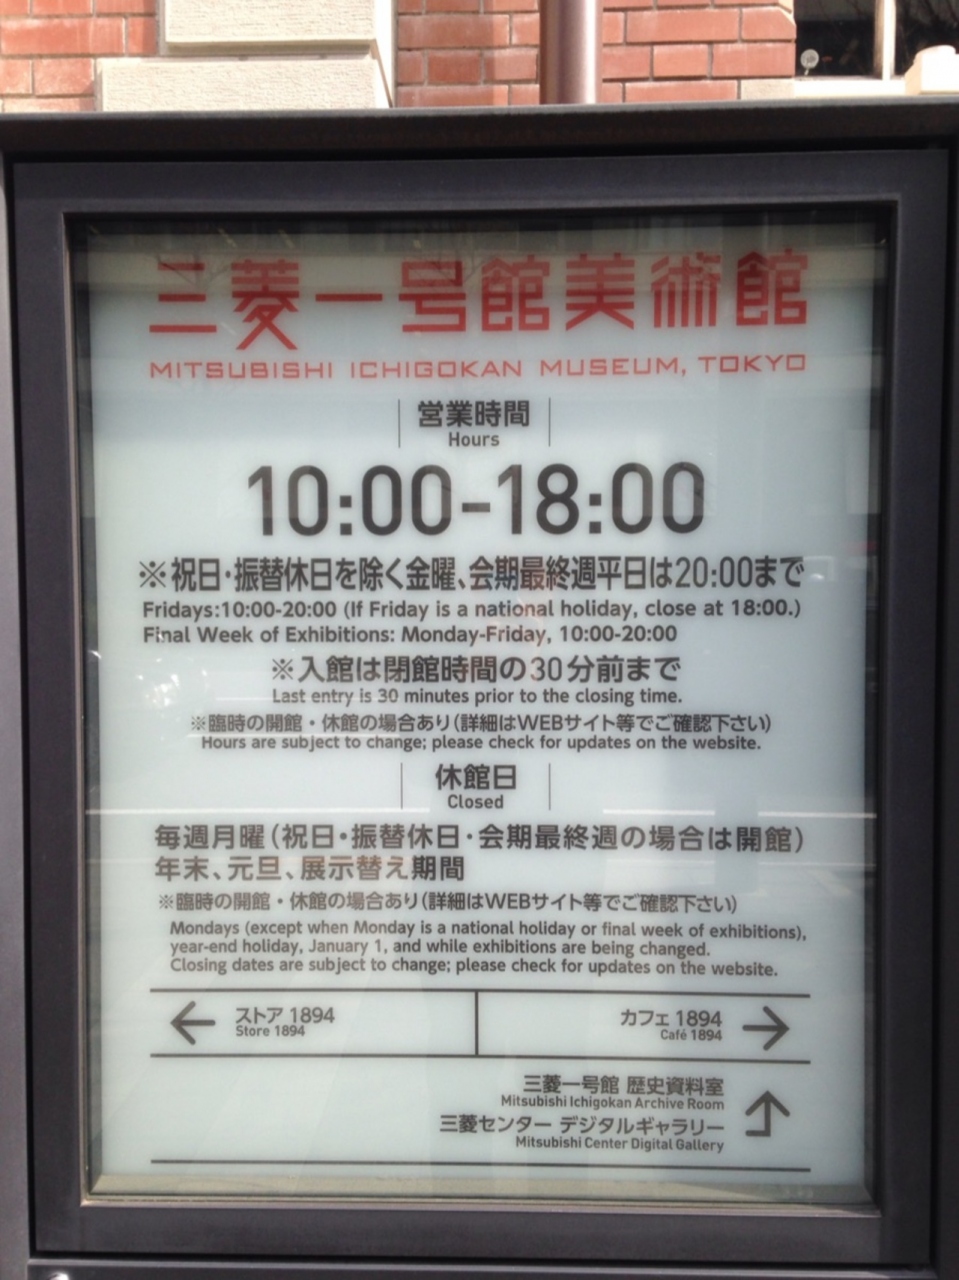 三菱一号館美術館
MITSUBISHI ICHIGOKAN MUSEUM, TOKYO
営業時間
Hours
10:00-18:00
※祝日・振替休日を除く金曜、会期最終週平日は20:00まで
Fridays:10:00-20:00 (If Friday is a national holiday, close at 18:00.)
Final Week of Exhibitions: Monday-Friday, 10:00-20:00
※入館は閉館時間の30分前まで
Last entry is 30 minutes prior to the closing time.
※臨時の開館・休館の場合あり(詳細はWEBサイト等でご確認下さい)
Hours are subject to change; please check for updates on the website.
休館日
Closed
毎週月曜(祝日・振替休日・会期最終週の場合は開館)
年末、元旦、展示替え期間
※臨時の開館・休館の場合あり(詳細はWEBサイト等でご確認下さい)
Mondays (except when Monday is a national holiday or final week of exhibitions),
year-end holiday, January 1, and while exhibitions are being changed.
Closing dates are subject to change; please check for updates on the website.
← ストア 1894
Store 1894
カフェ 1894 →
Café 1894
三菱一号館 歴史資料室
Mitsubishi Ichigokan Archive Room
三菱センター デジタルギャラリー
Mitsubishi Center Digital Gallery